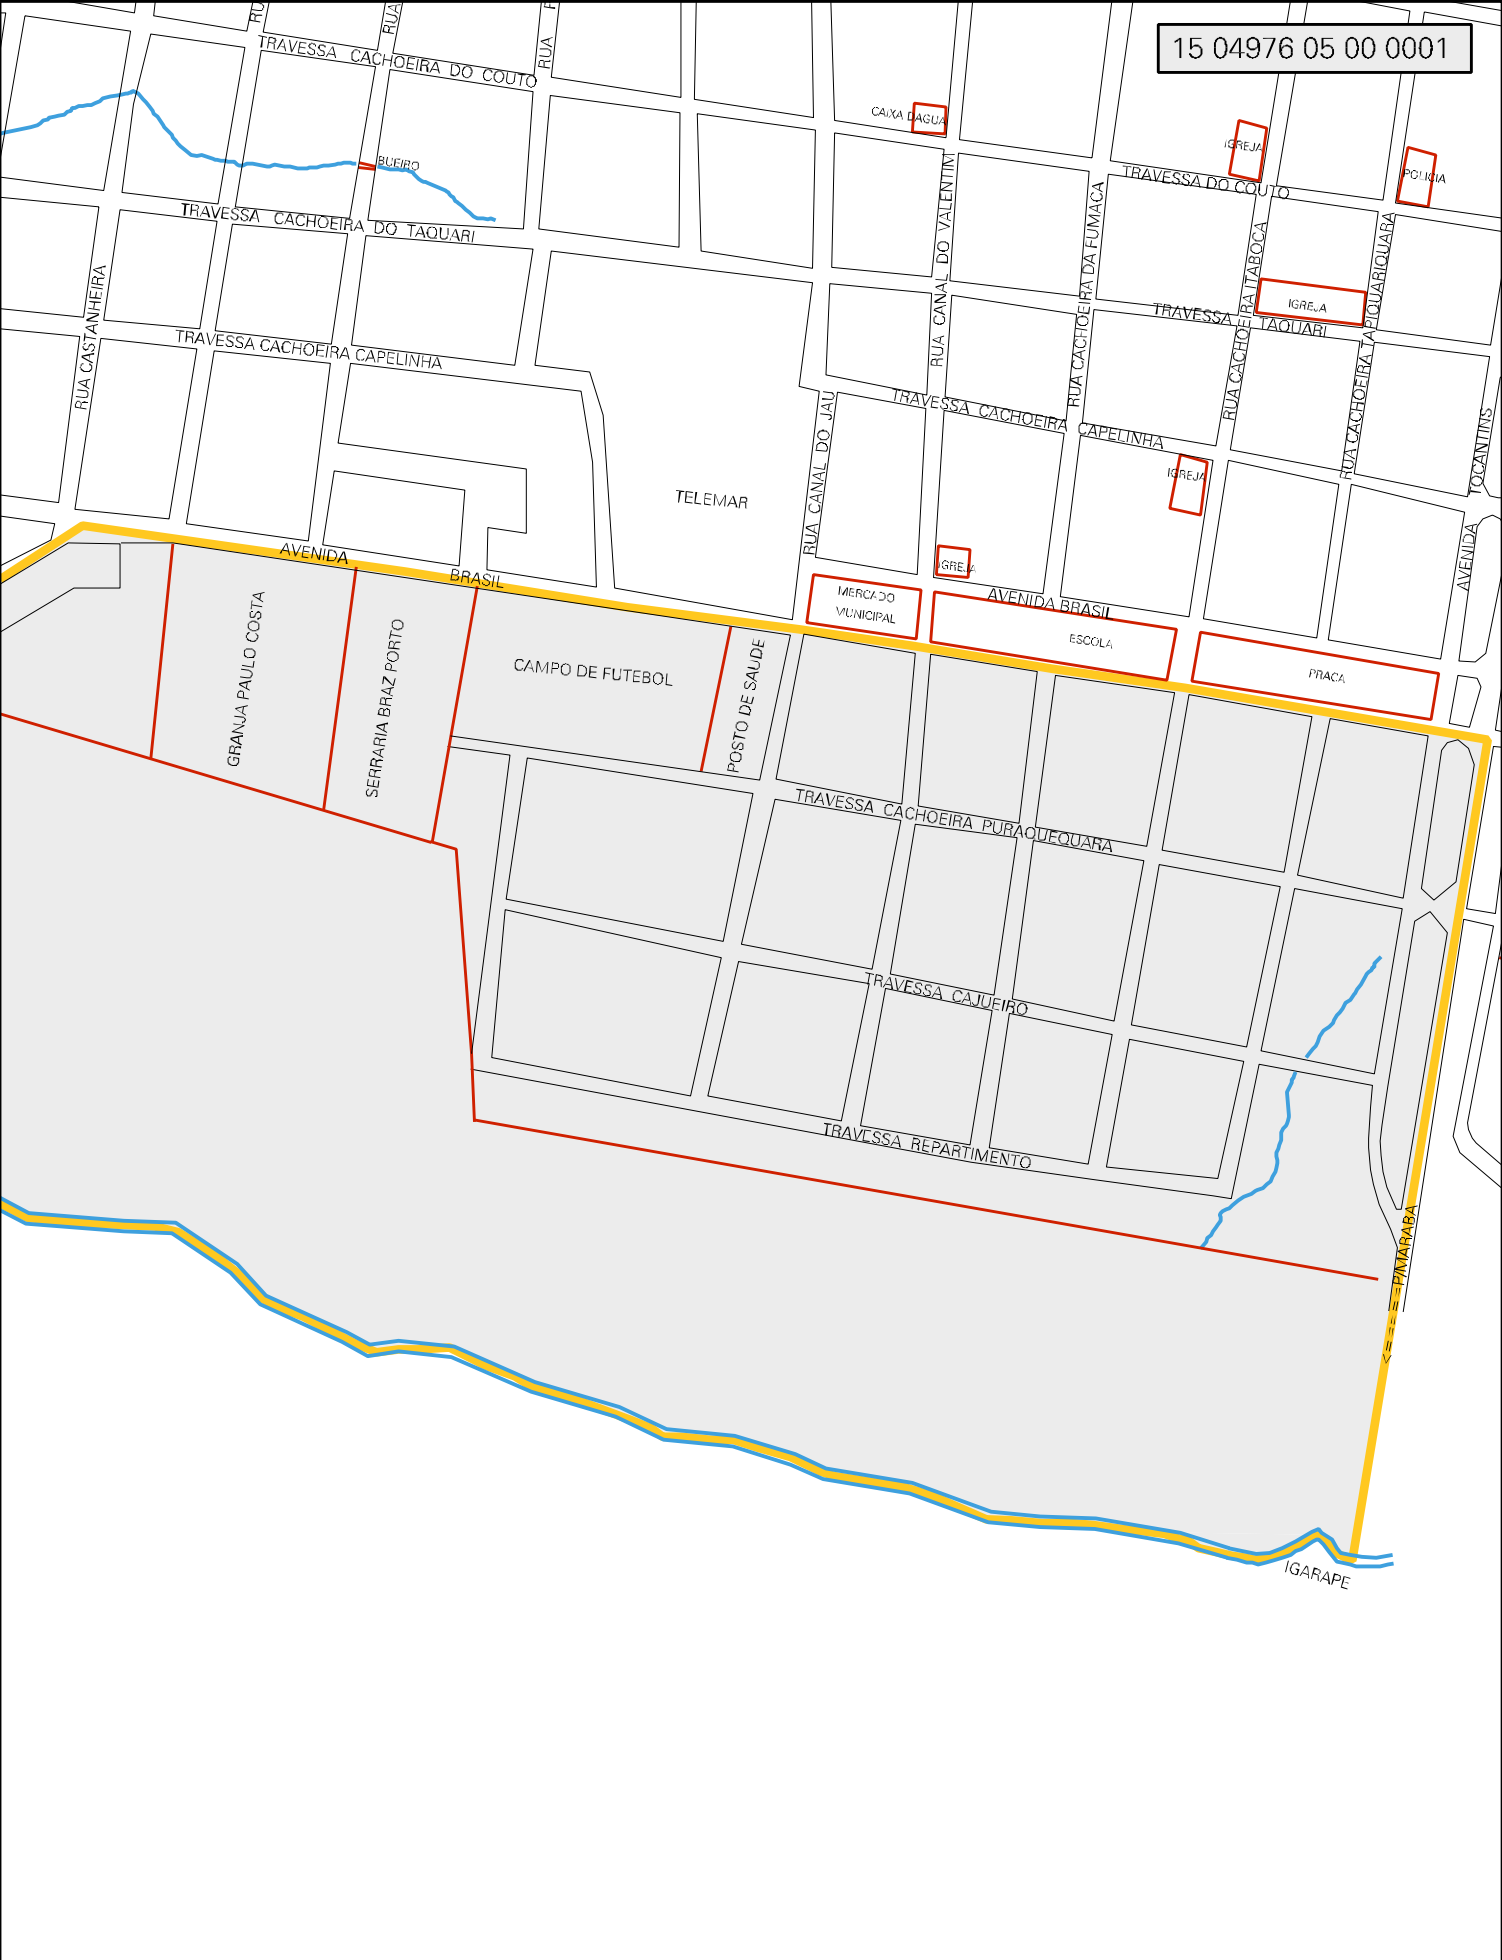 RUA
RUA
RUA
15 04976 05 00 0001
TRAVESSA CACHOEIRA DO COUTO
CAIXA DAGUA
IGREJA
BUEIRO
POLICIA
TRAVESSA DO COUTO
TRAVESSA CACHOEIRA DO TAQUARI
RUA CANAL DO VALENTIM
RUA CACHOEIRA DA FUMACA
RUA CACHOEIRA ITABOCA
RUA CACHOEIRA TAPIQUARIQUARA
RUA CASTANHEIRA
IGREJA
TRAVESSA TAQUARI
TRAVESSA CACHOEIRA CAPELINHA
TRAVESSA CACHOEIRA CAPELINHA
RUA CANAL DO JAU
AVENIDA TOCANTINS
IGREJA
TELEMAR
AVENIDA BRASIL
IGREJA
MERCADO
MUNICIPAL
AVENIDA BRASIL
ESCOLA
PRACA
GRANJA PAULO COSTA
SERRARIA BRAZ PORTO
CAMPO DE FUTEBOL
POSTO DE SAUDE
TRAVESSA CACHOEIRA PURAQUEQUARA
TRAVESSA CAJUEIRO
TRAVESSA REPARTIMENTO
<=====P/MARABA
IGARAPE